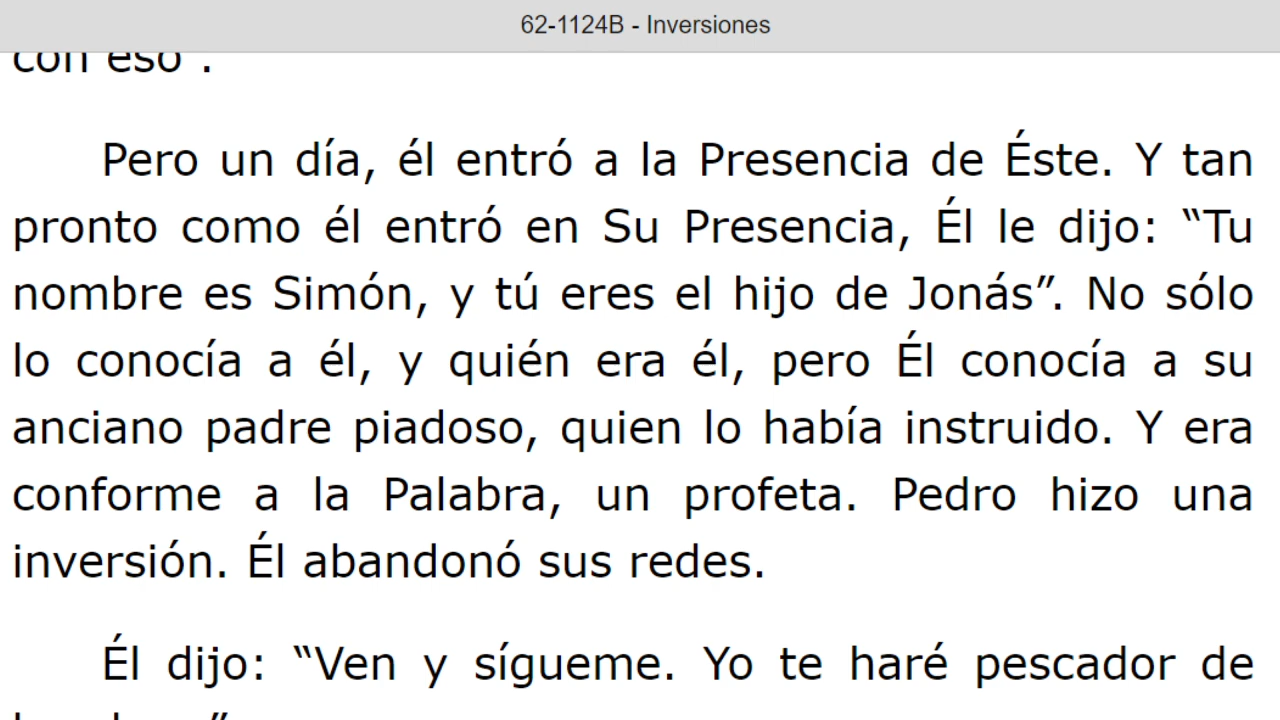 62-1124B - Inversiones
con eso".
Pero un día, él entró a la Presencia de Éste. Y tan
pronto como él entró en Su Presencia, Él le dijo: “Tu
nombre es Simón, y tú eres el hijo de Jonás”. No sólo
lo conocía a él, y quién era él, pero Él conocía a su
anciano padre piadoso, quien lo había instruido. Y era
conforme a la Palabra, un profeta. Pedro hizo una
inversión. Él abandonó sus redes.
Él dijo: “Ven y sígueme. Yo te haré pescador de